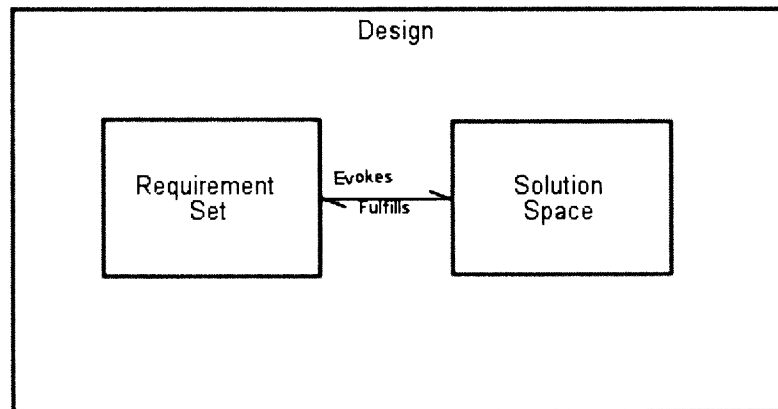 Design
Requirement
Set
Evokes
Fulfills
Solution
Space